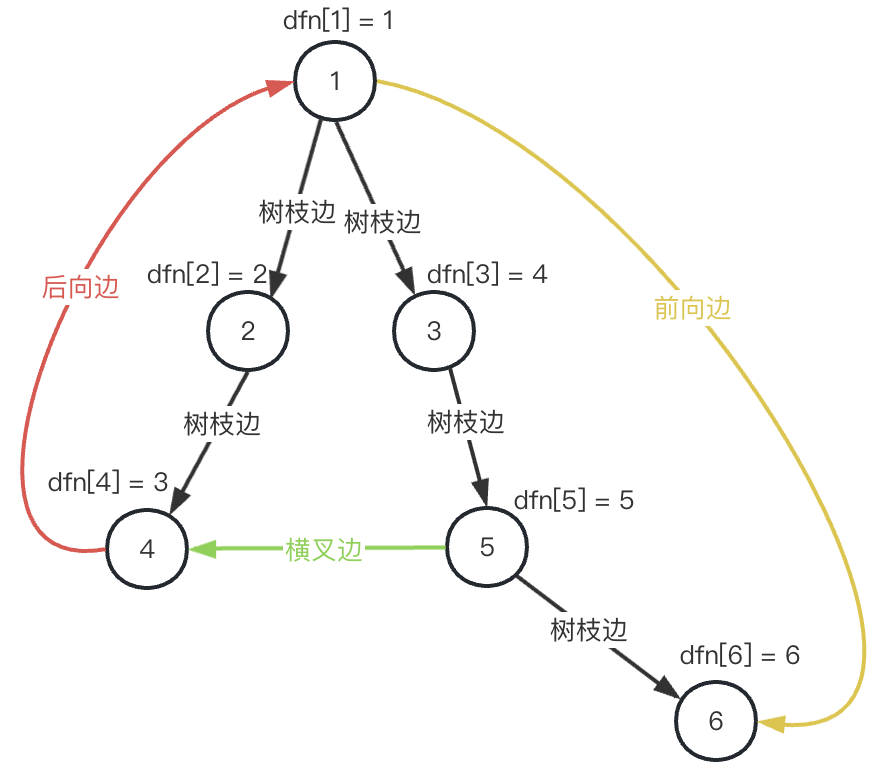 dfn[1] = 1
1
树枝边
树枝边
后向边
dfn[2] = 2
dfn[3] = 4
前向边
2
3
树枝边
树枝边
dfn[4] = 3
dfn[5] = 5
4
横叉边
5
树枝边
dfn[6] = 6
6